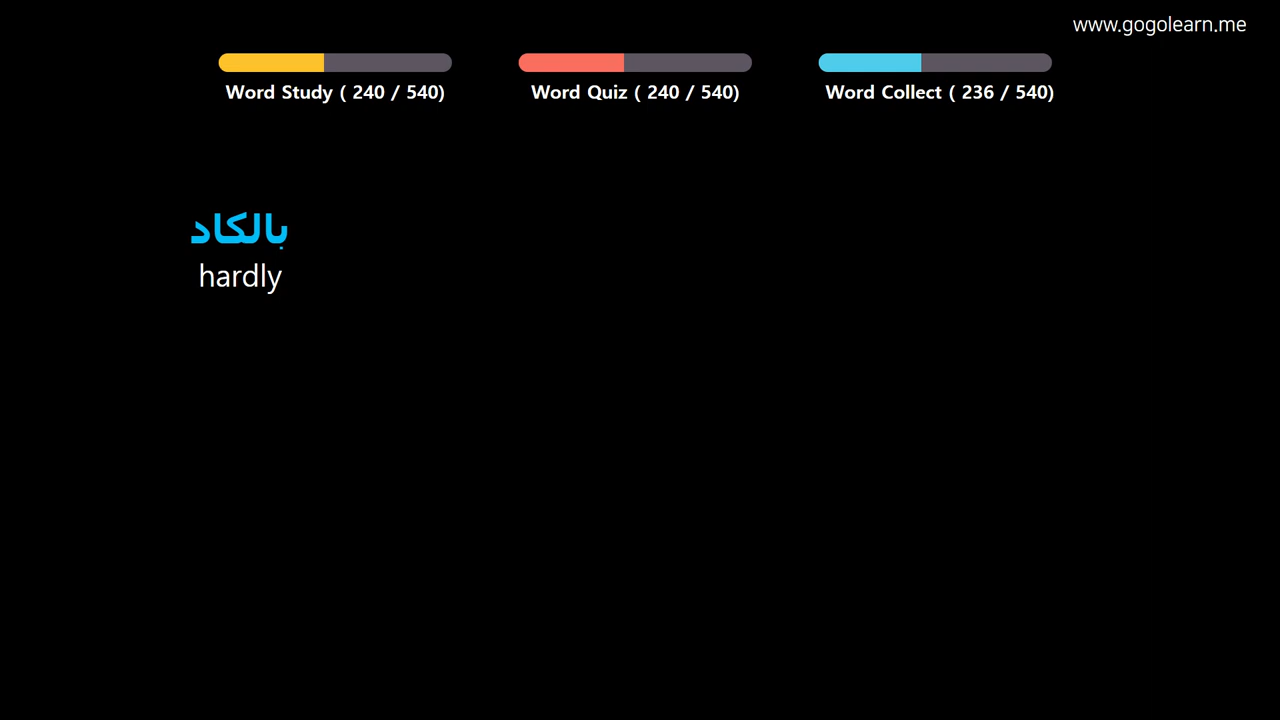 www.gogolearn.me
Word Study ( 240 / 540)
Word Quiz ( 240 / 540)
Word Collect ( 236 / 540)
بالكاد
hardly